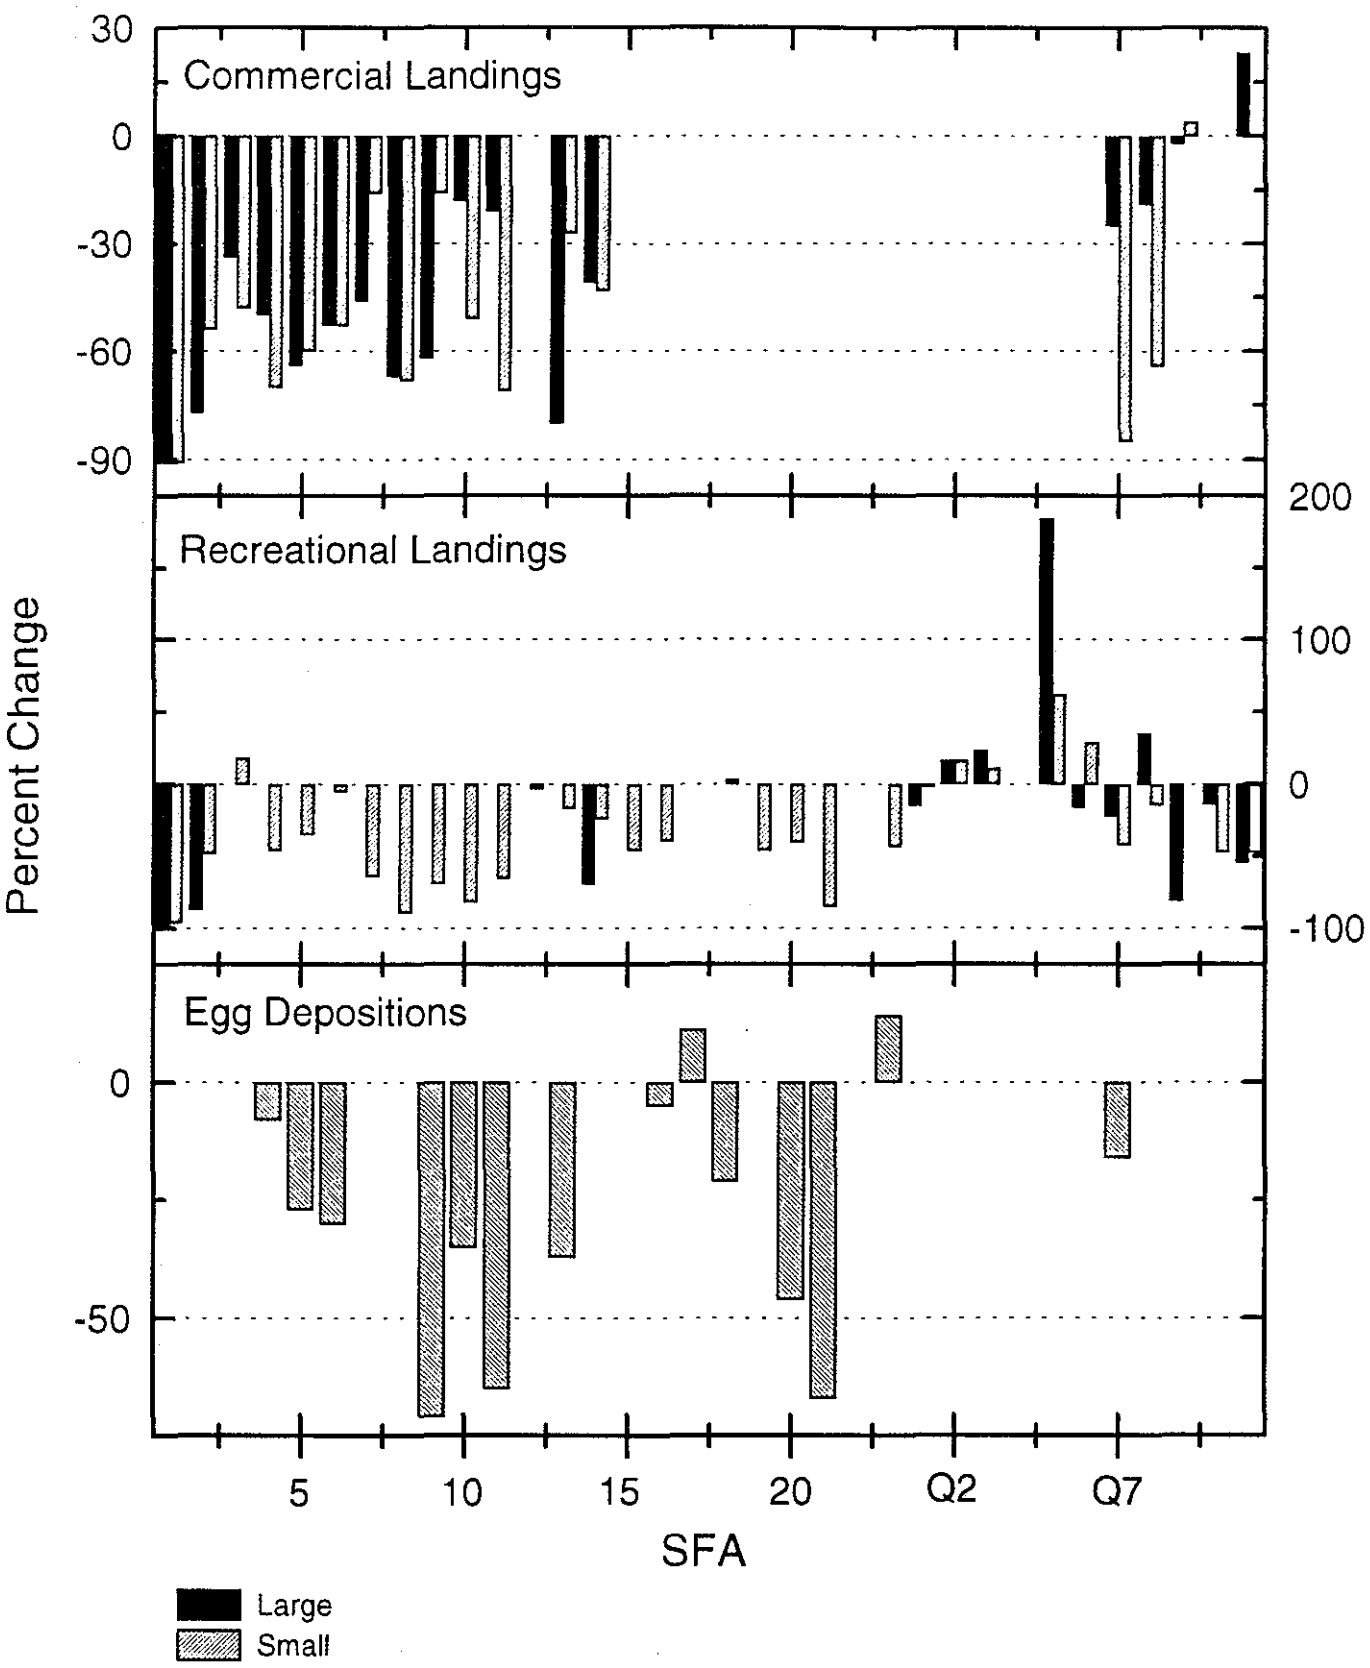 30
Commercial Landings
0
-30
-60
-90
200
Recreational Landings
100
0
-100
Percent Change
Egg Depositions
0
-50
5 10 15 20 Q2 Q7
SFA
Large
Small